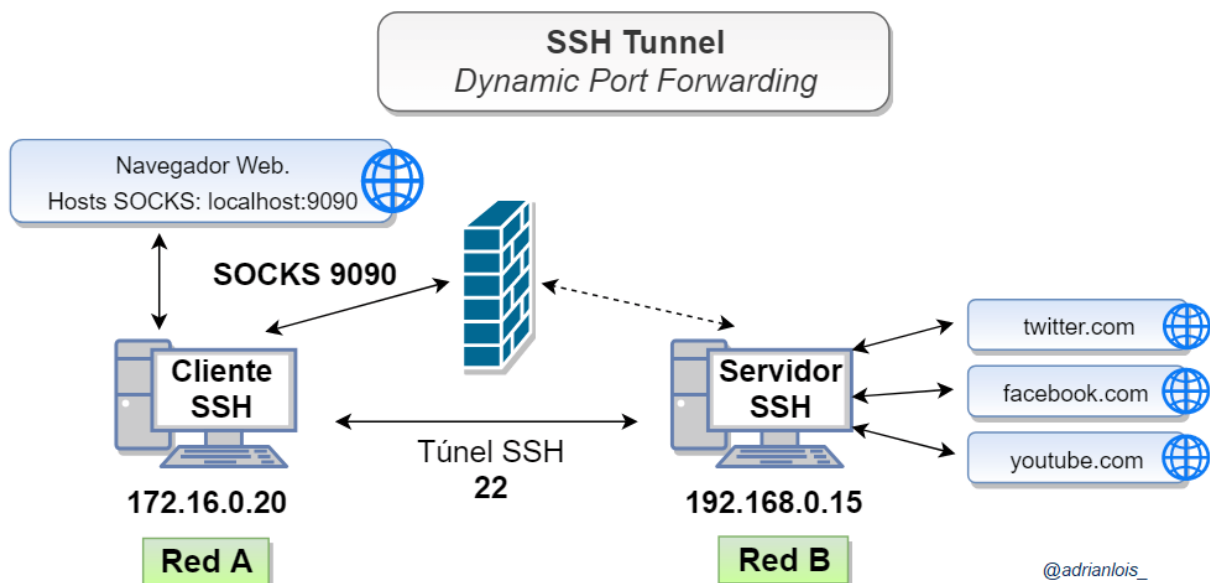 SSH Tunnel
Dynamic Port Forwarding
Navegador Web.
Hosts SOCKS: localhost:9090
SOCKS 9090
Cliente
SSH
Servidor
SSH
twitter.com
facebook.com
youtube.com
Túnel SSH
22
172.16.0.20
192.168.0.15
Red A
Red B
@adrianlois_